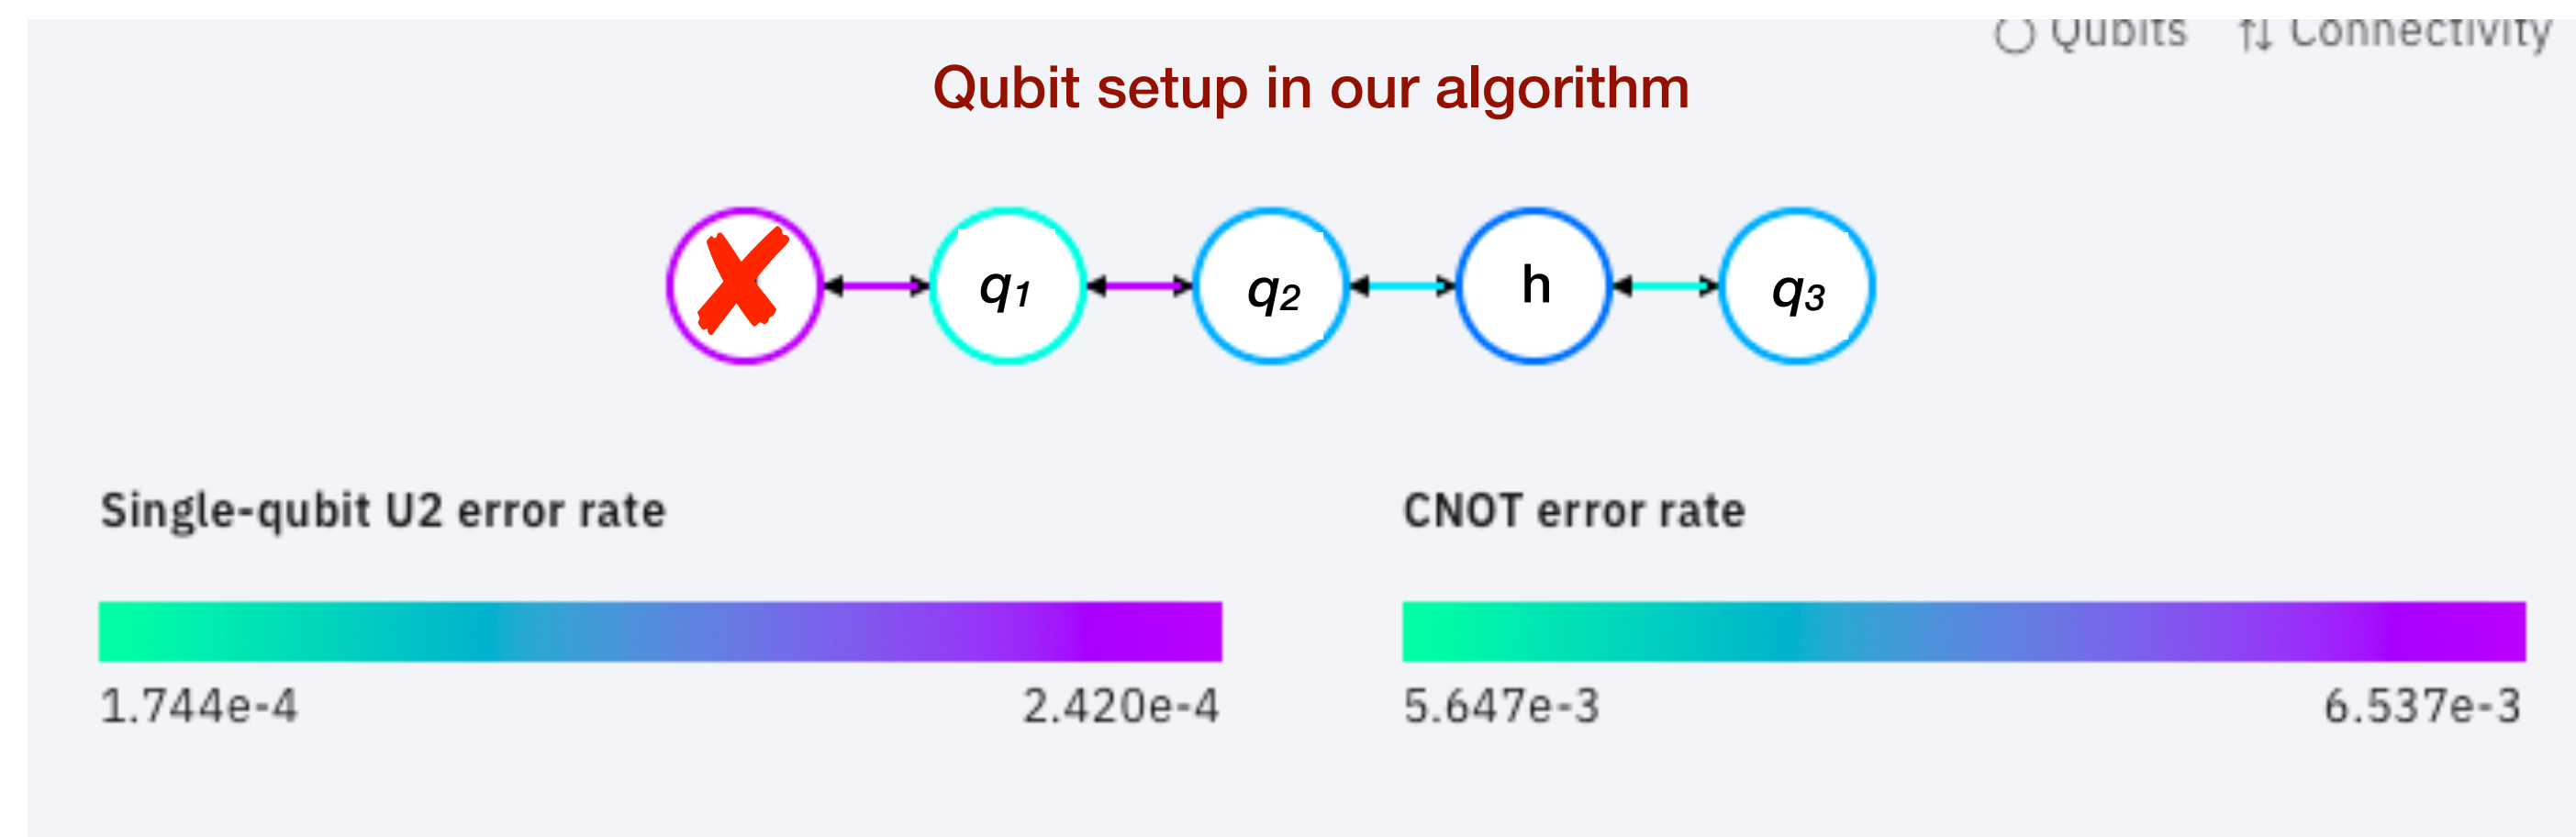 Qubits Connectivity
Qubit setup in our algorithm
q1 q2 h q3
Single-qubit U2 error rate CNOT error rate
1.744e-4 2.420e-4 5.647e-3 6.537e-3